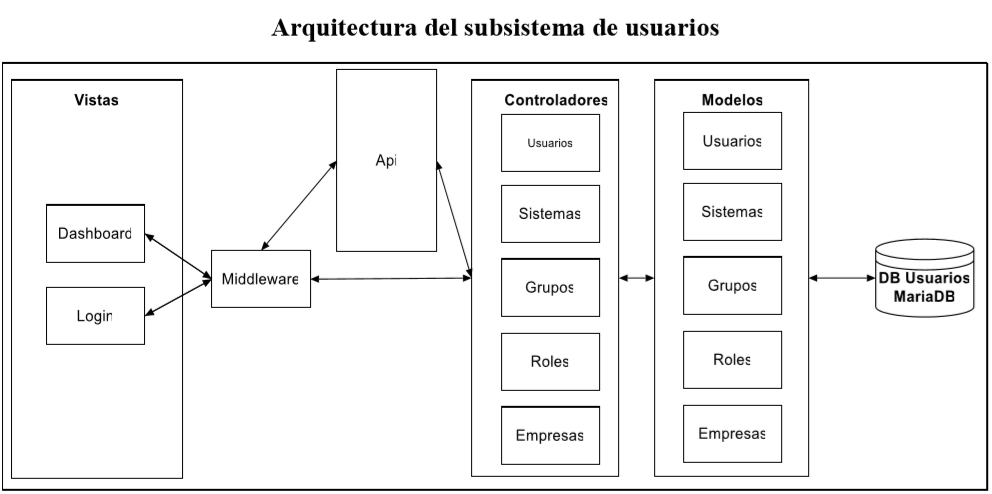 Arquitectura del subsistema de usuarios
Vistas
Dashboard
Login
Middleware
Api
Controladores
Usuarios
Sistemas
Grupos
Roles
Empresas
Modelos
Usuarios
Sistemas
Grupos
Roles
Empresas
DB Usuarios
MariaDB